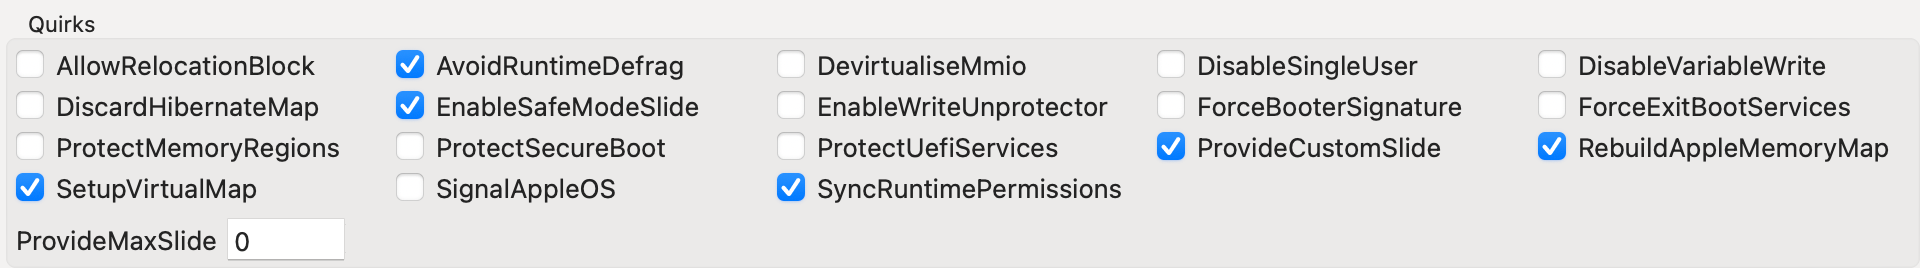 Quirks
AllowRelocationBlock AvoidRuntimeDefrag DevirtualiseMmio DisableSingleUser DisableVariableWrite
DiscardHibernateMap EnableSafeModeSlide EnableWriteUnprotector ForceBooterSignature ForceExitBootServices
ProtectMemoryRegions ProtectSecureBoot ProtectUefiServices ProvideCustomSlide RebuildAppleMemoryMap
SetupVirtualMap SignalAppleOS SyncRuntimePermissions
ProvideMaxSlide 0